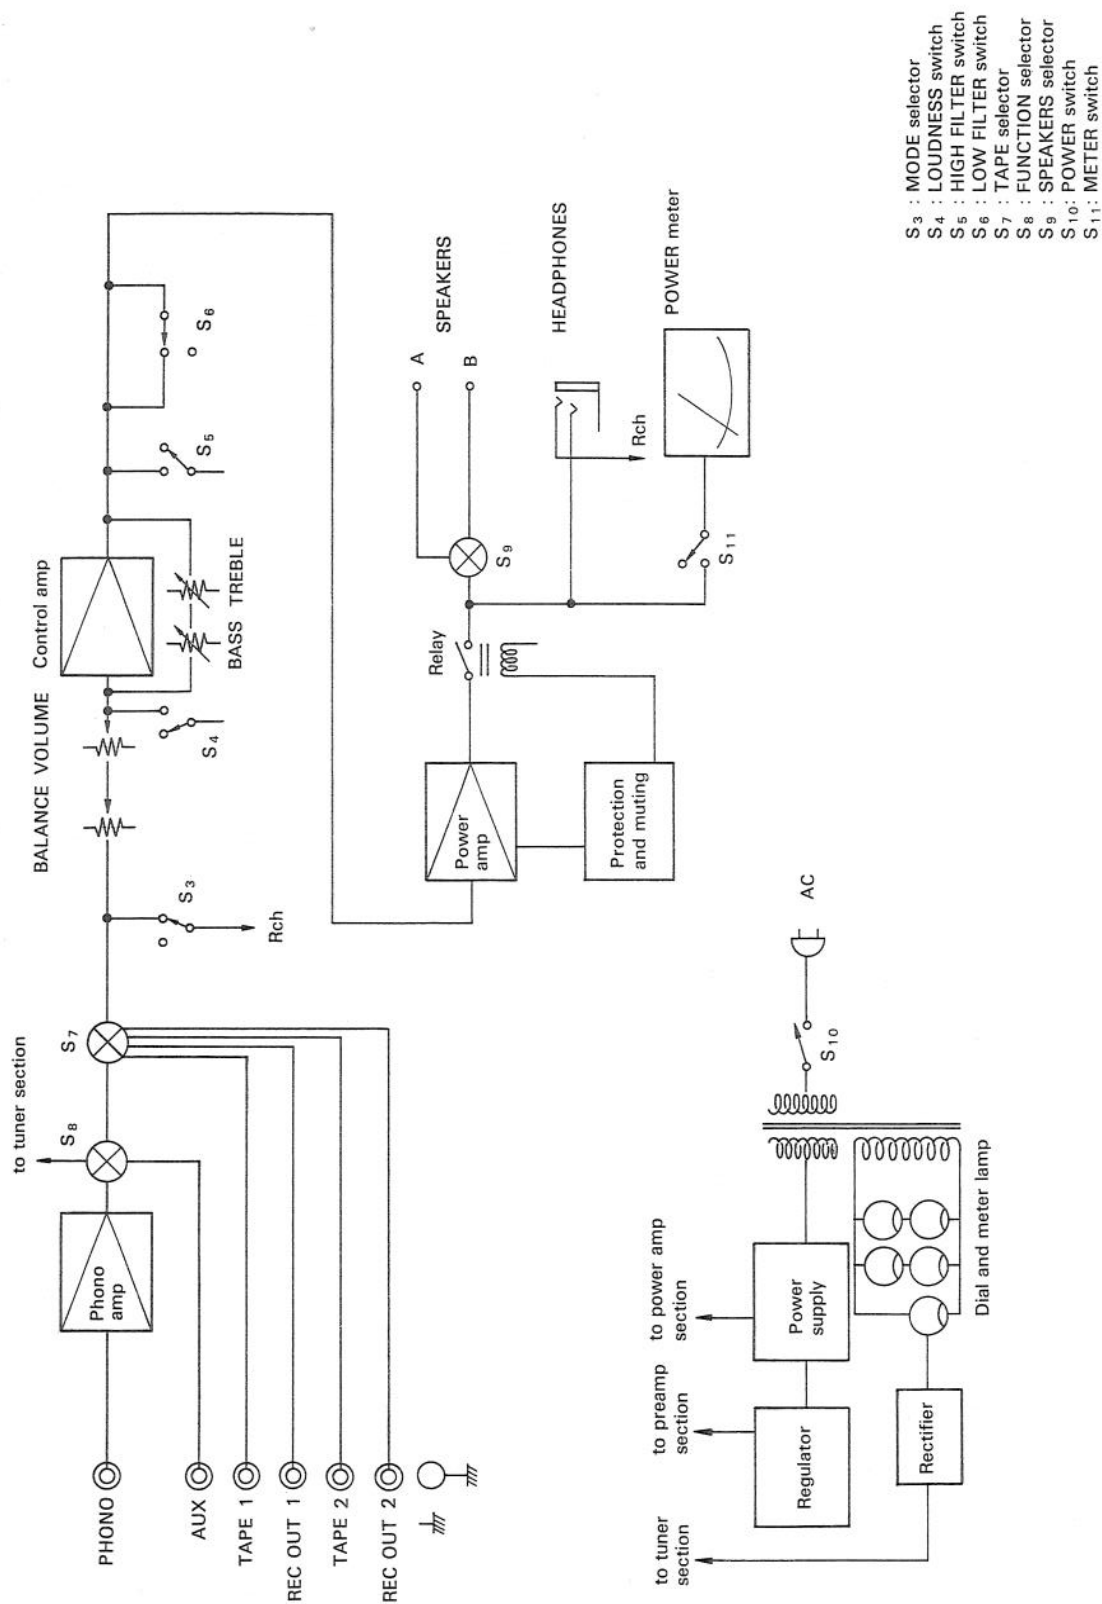 to tuner section
PHONO
Phono
amp
S8
S7
S3
Rch
BALANCE VOLUME
S4
Control amp
BASS TREBLE
S5
S6
AUX
TAPE 1
REC OUT 1
TAPE 2
REC OUT 2
Power
amp
Protection
and muting
Relay
S9
A
B
SPEAKERS
HEADPHONES
Rch
S11
POWER meter
to tuner
section
to preamp
section
to power amp
section
Regulator
Power
supply
Rectifier
S10
AC
Dial and meter lamp
S3 : MODE selector
S4 : LOUDNESS switch
S5 : HIGH FILTER switch
S6 : LOW FILTER switch
S7 : TAPE selector
S8 : FUNCTION selector
S9 : SPEAKERS selector
S10 : POWER switch
S11 : METER switch